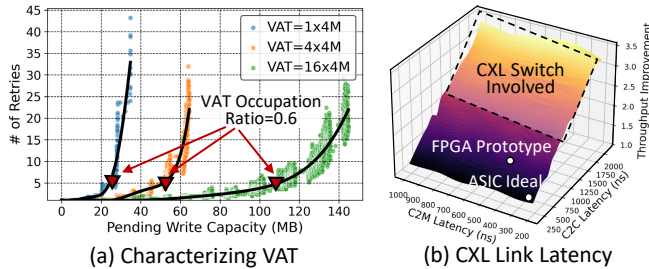 45
40
35
30
25
20
15
10
5
# of Retries
VAT=1x4M
VAT=4x4M
VAT=16x4M
VAT Occupation
Ratio=0.6
0 20 40 60 80 100 120 140
Pending Write Capacity (MB)
(a) Characterizing VAT
CXL Switch
Involved
FPGA Prototype
ASIC Ideal
3.5
3.0
2.5
2.0
1.5
1.0
Throughput Improvement
1000 900 800 700 600 500 400 300 200
C2M Latency (ns)
2000
1750
1500
1250
1000
750
500
250
C2C Latency (ns)
(b) CXL Link Latency